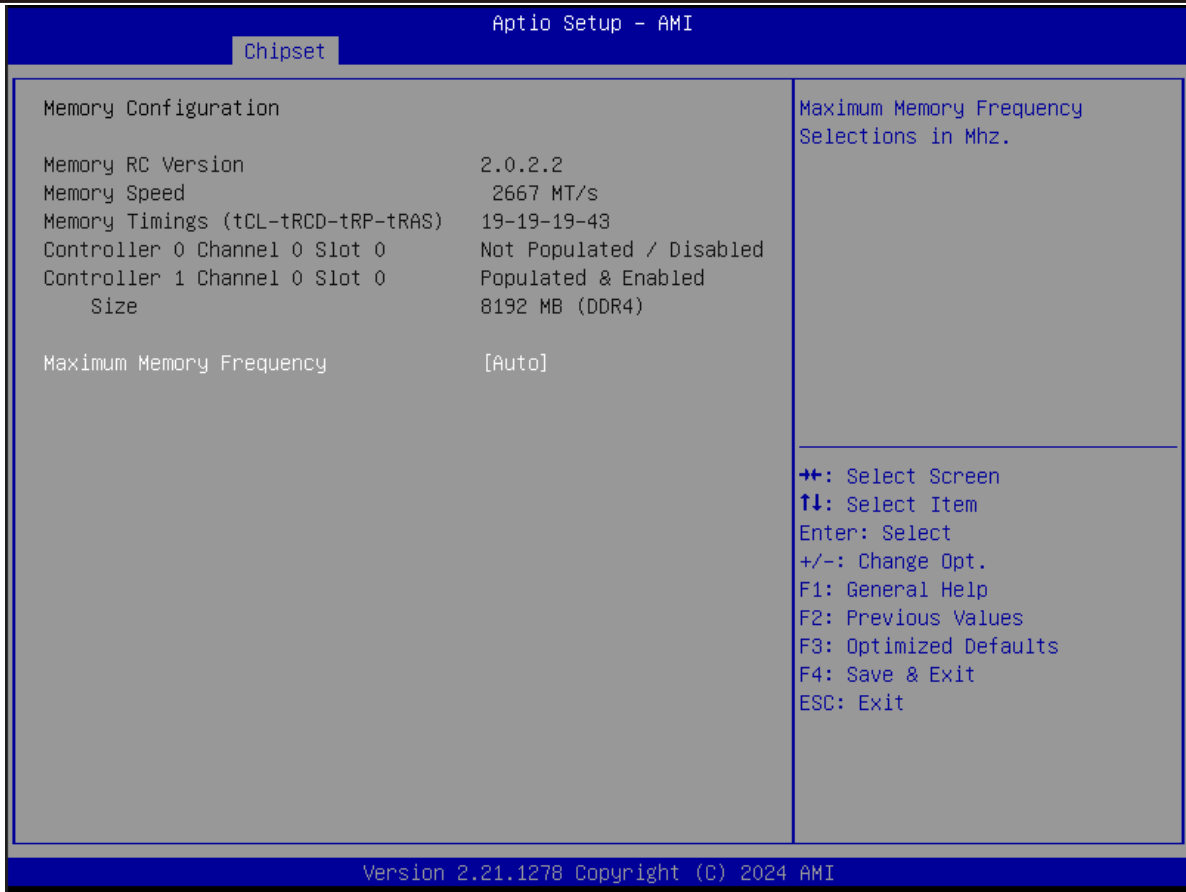 Aptio Setup – AMI
Chipset
Memory Configuration
Memory RC Version 2.0.2.2
Memory Speed 2667 MT/s
Memory Timings (tCL-tRCD-tRP-tRAS) 19-19-19-43
Controller 0 Channel 0 Slot 0 Not Populated / Disabled
Controller 1 Channel 0 Slot 0 Populated & Enabled
Size 8192 MB (DDR4)
Maximum Memory Frequency [Auto]
Maximum Memory Frequency
Selections in Mhz.
→←: Select Screen
↑↓: Select Item
Enter: Select
+/-: Change Opt.
F1: General Help
F2: Previous Values
F3: Optimized Defaults
F4: Save & Exit
ESC: Exit
Version 2.21.1278 Copyright (C) 2024 AMI